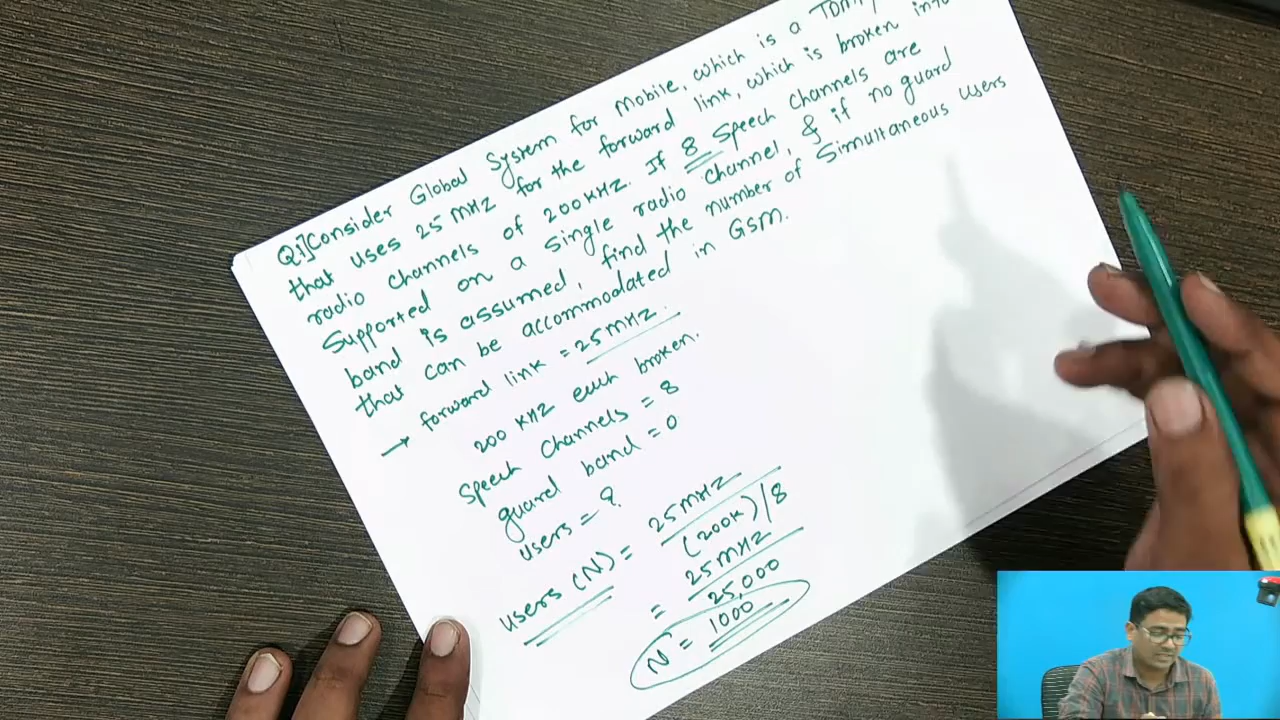 Q.1] Consider Global System for Mobile, which is a
that uses 25 MHZ for the forward link, which is broken into
radio channels of 200KHZ. If 8 Speech Channels are
Supported on a Single radio channel, & if no guard
band is assumed, find the number of Simultaneous users
that can be accommodated in GSM.
→ forward link = 25 MHZ.
200 KHZ each broken.
Speech Channels = 8
guard band = 0
users = ?
users (N) = 25 MHZ / (200K)/8
= 25 MHZ / 25,000
N = 1000